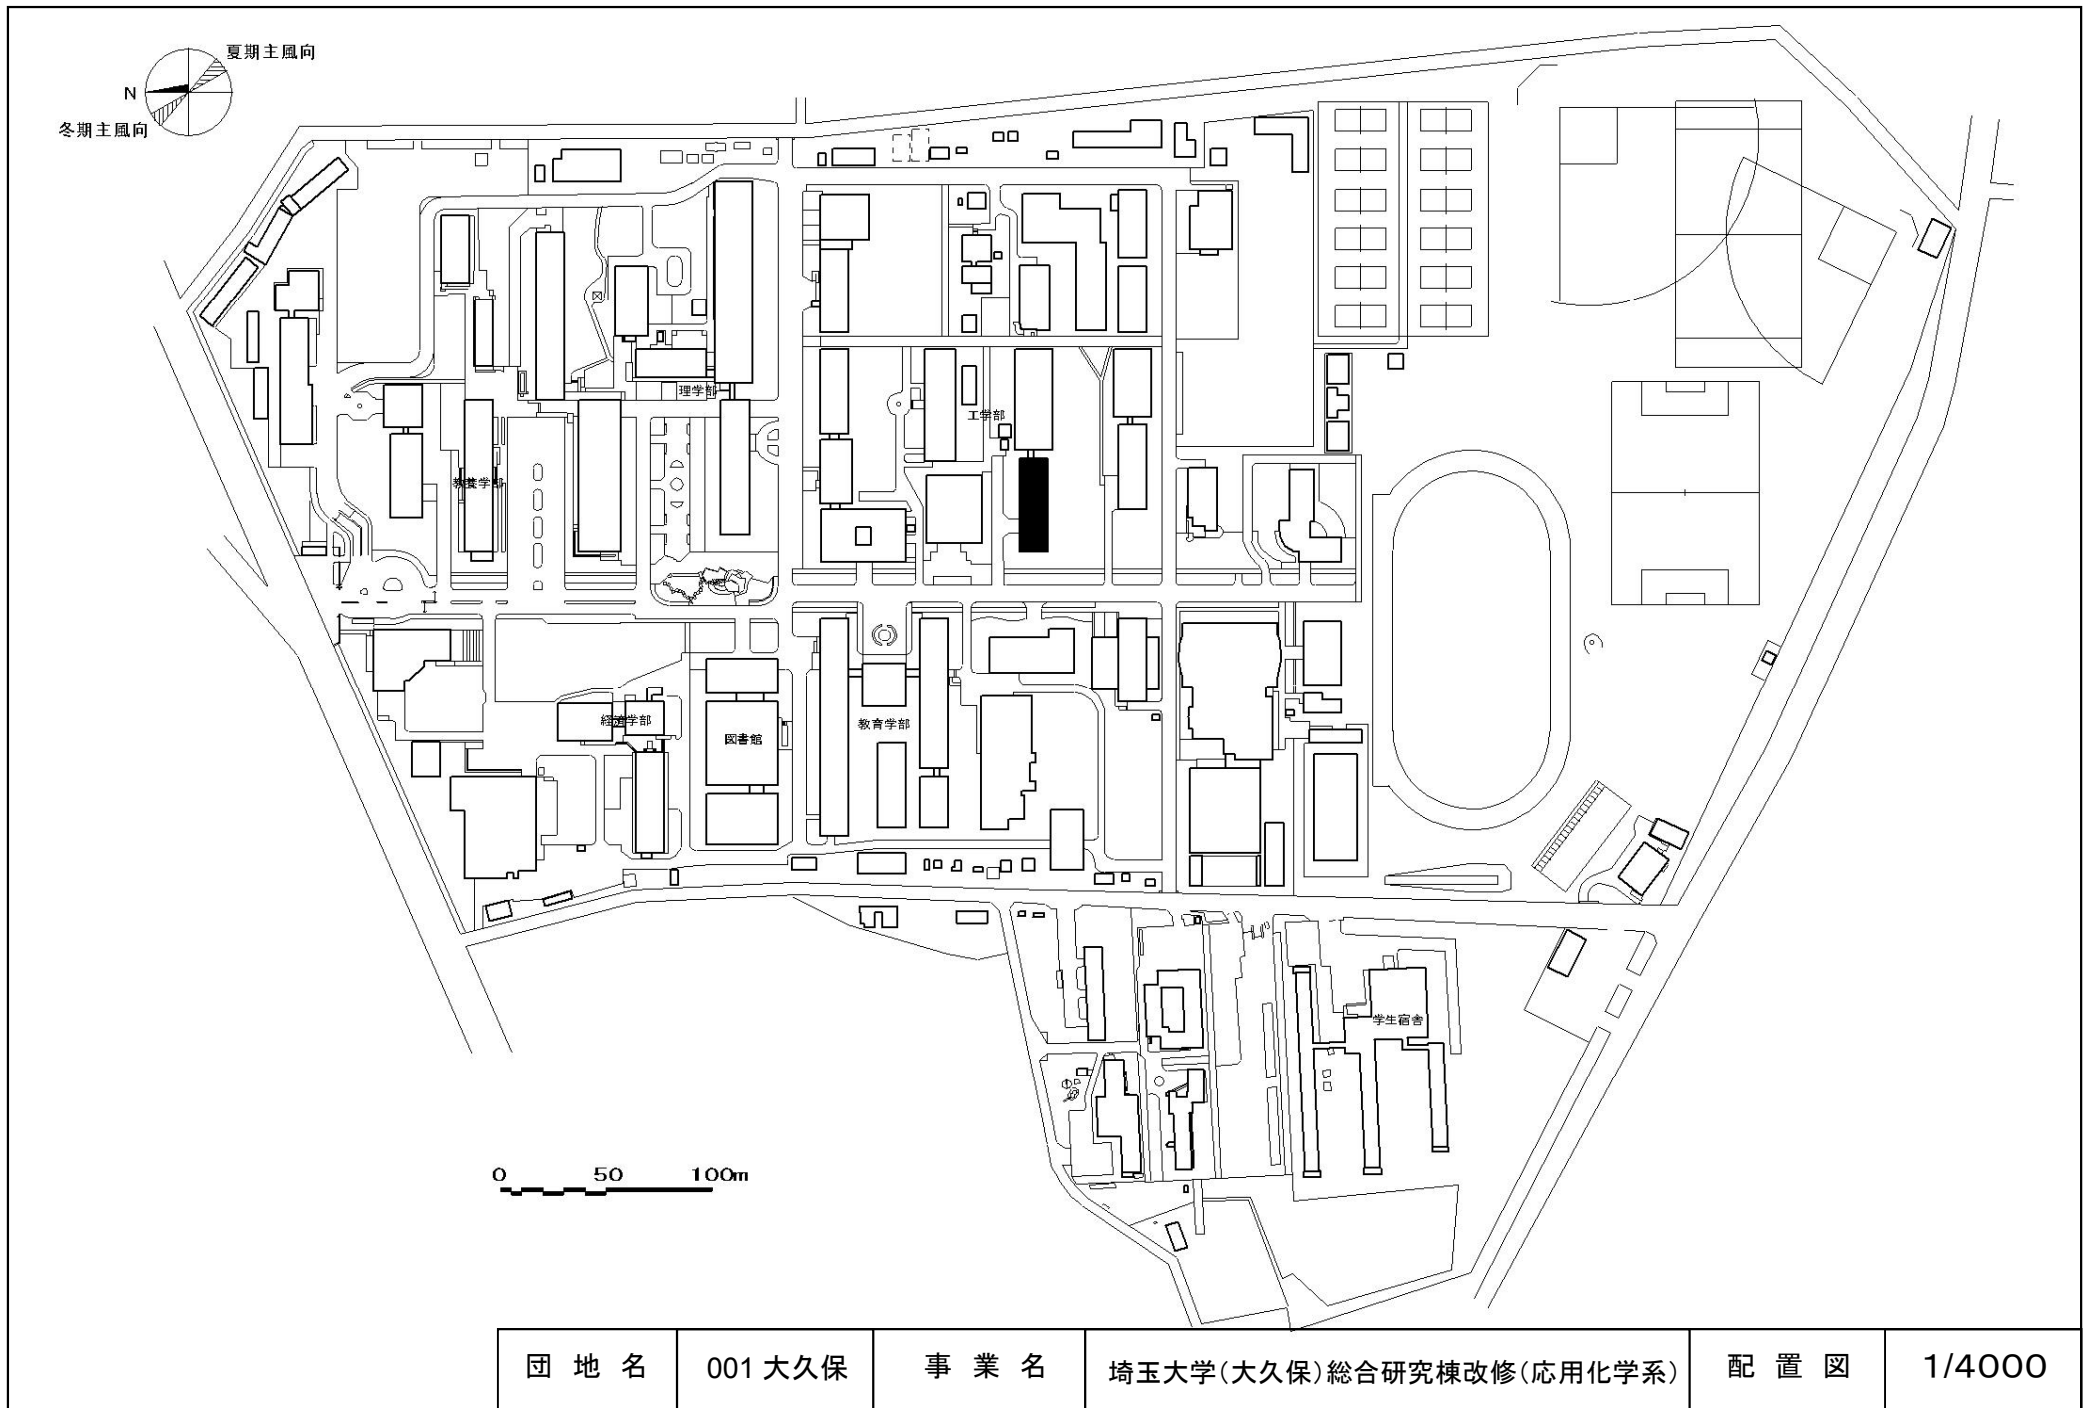 夏期主風向
N
冬期主風向
理学部
工学部
教養学部
経済学部
図書館
教育学部
学生宿舎
0 50 100m
団地名 001 大久保 事業名 埼玉大学(大久保)総合研究棟改修(応用化学系) 配置図 1/4000